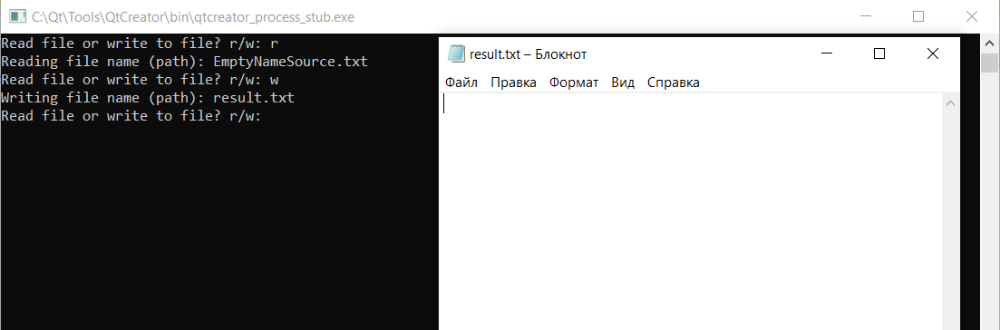 C:\Qt\Tools\QtCreator\bin\qtcreator_process_stub.exe
Read file or write to file? r/w: r
Reading file name (path): EmptyNameSource.txt
Read file or write to file? r/w: w
Writing file name (path): result.txt
Read file or write to file? r/w:
result.txt – Блокнот
Файл Правка Формат Вид Справка